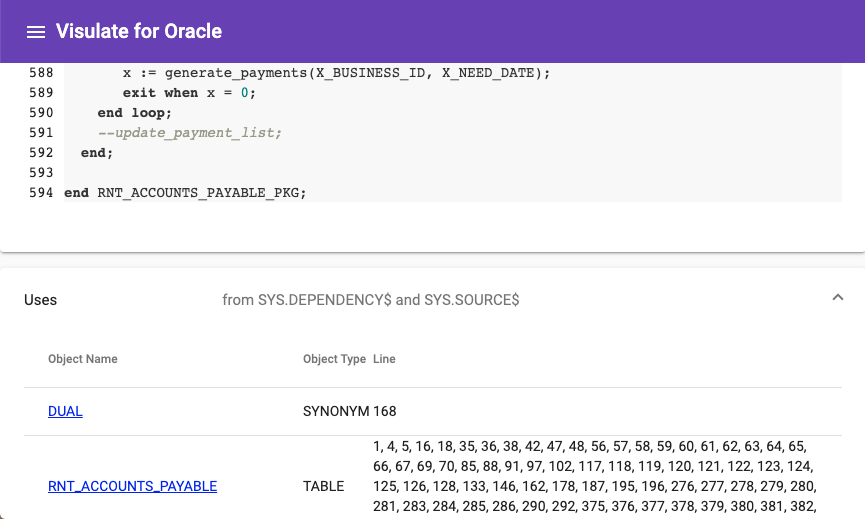 Visulate for Oracle
588 x := generate_payments(X_BUSINESS_ID, X_NEED_DATE);
589 exit when x = 0;
590 end loop;
591 --update_payment_list;
592 end;
593
594 end RNT_ACCOUNTS_PAYABLE_PKG;
Uses from SYS.DEPENDENCY$ and SYS.SOURCE$
Object Name Object Type Line
DUAL SYNONYM 168
1, 4, 5, 16, 18, 35, 36, 38, 42, 47, 48, 56, 57, 58, 59, 60, 61, 62, 63, 64, 65,
66, 67, 69, 70, 85, 88, 91, 97, 102, 117, 118, 119, 120, 121, 122, 123, 124,
RNT_ACCOUNTS_PAYABLE TABLE 125, 126, 128, 133, 146, 162, 178, 187, 195, 196, 276, 277, 278, 279, 280,
281, 283, 284, 285, 286, 290, 292, 375, 376, 377, 378, 379, 380, 381, 382,